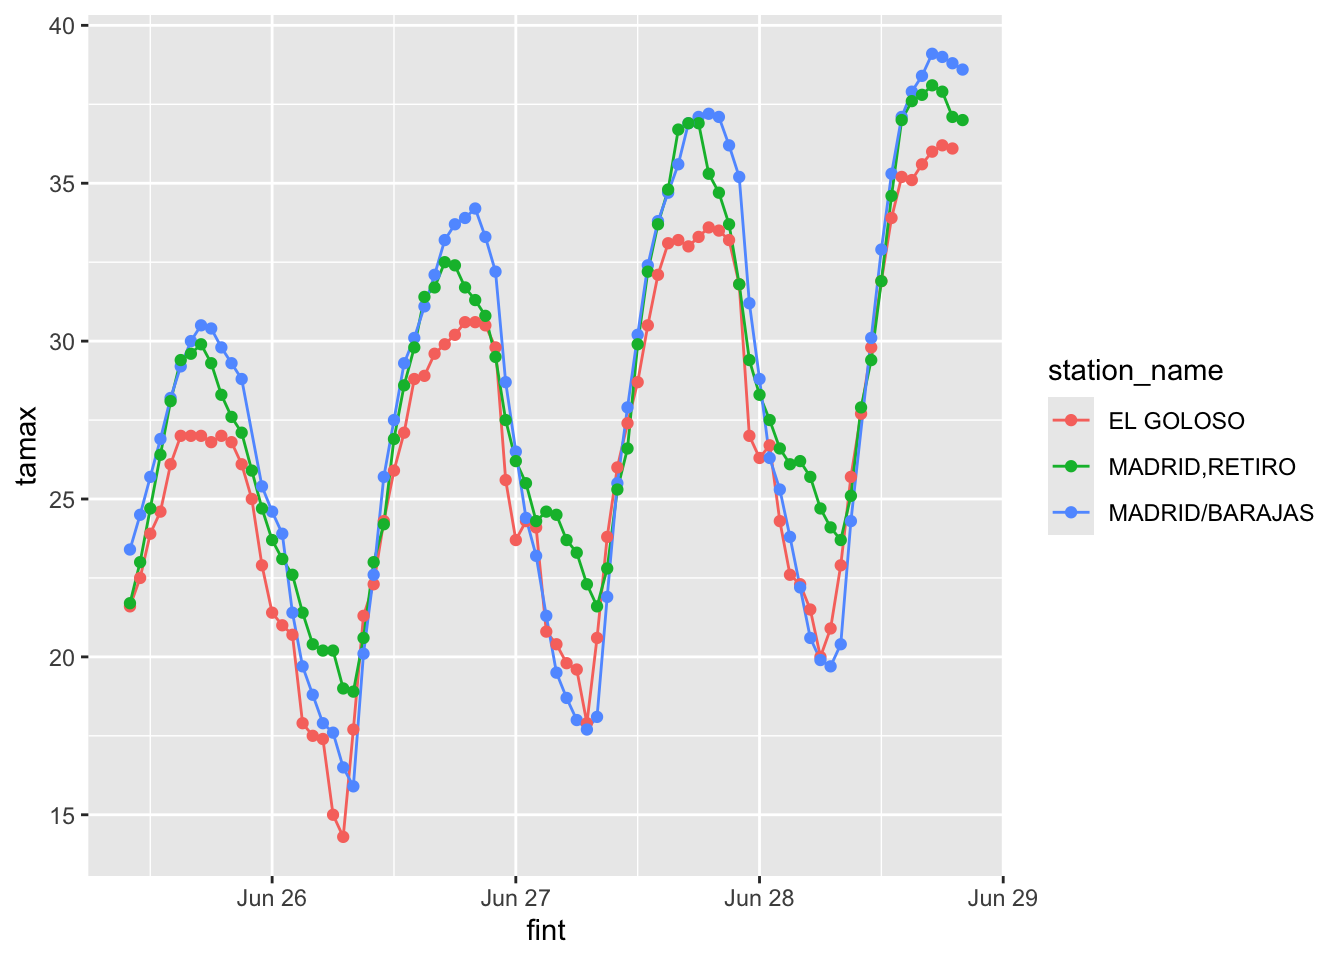 40
35
30
25
20
15
tamax
Jun 26
Jun 27
Jun 28
Jun 29
fint
station_name
EL GOLOSO
MADRID,RETIRO
MADRID/BARAJAS